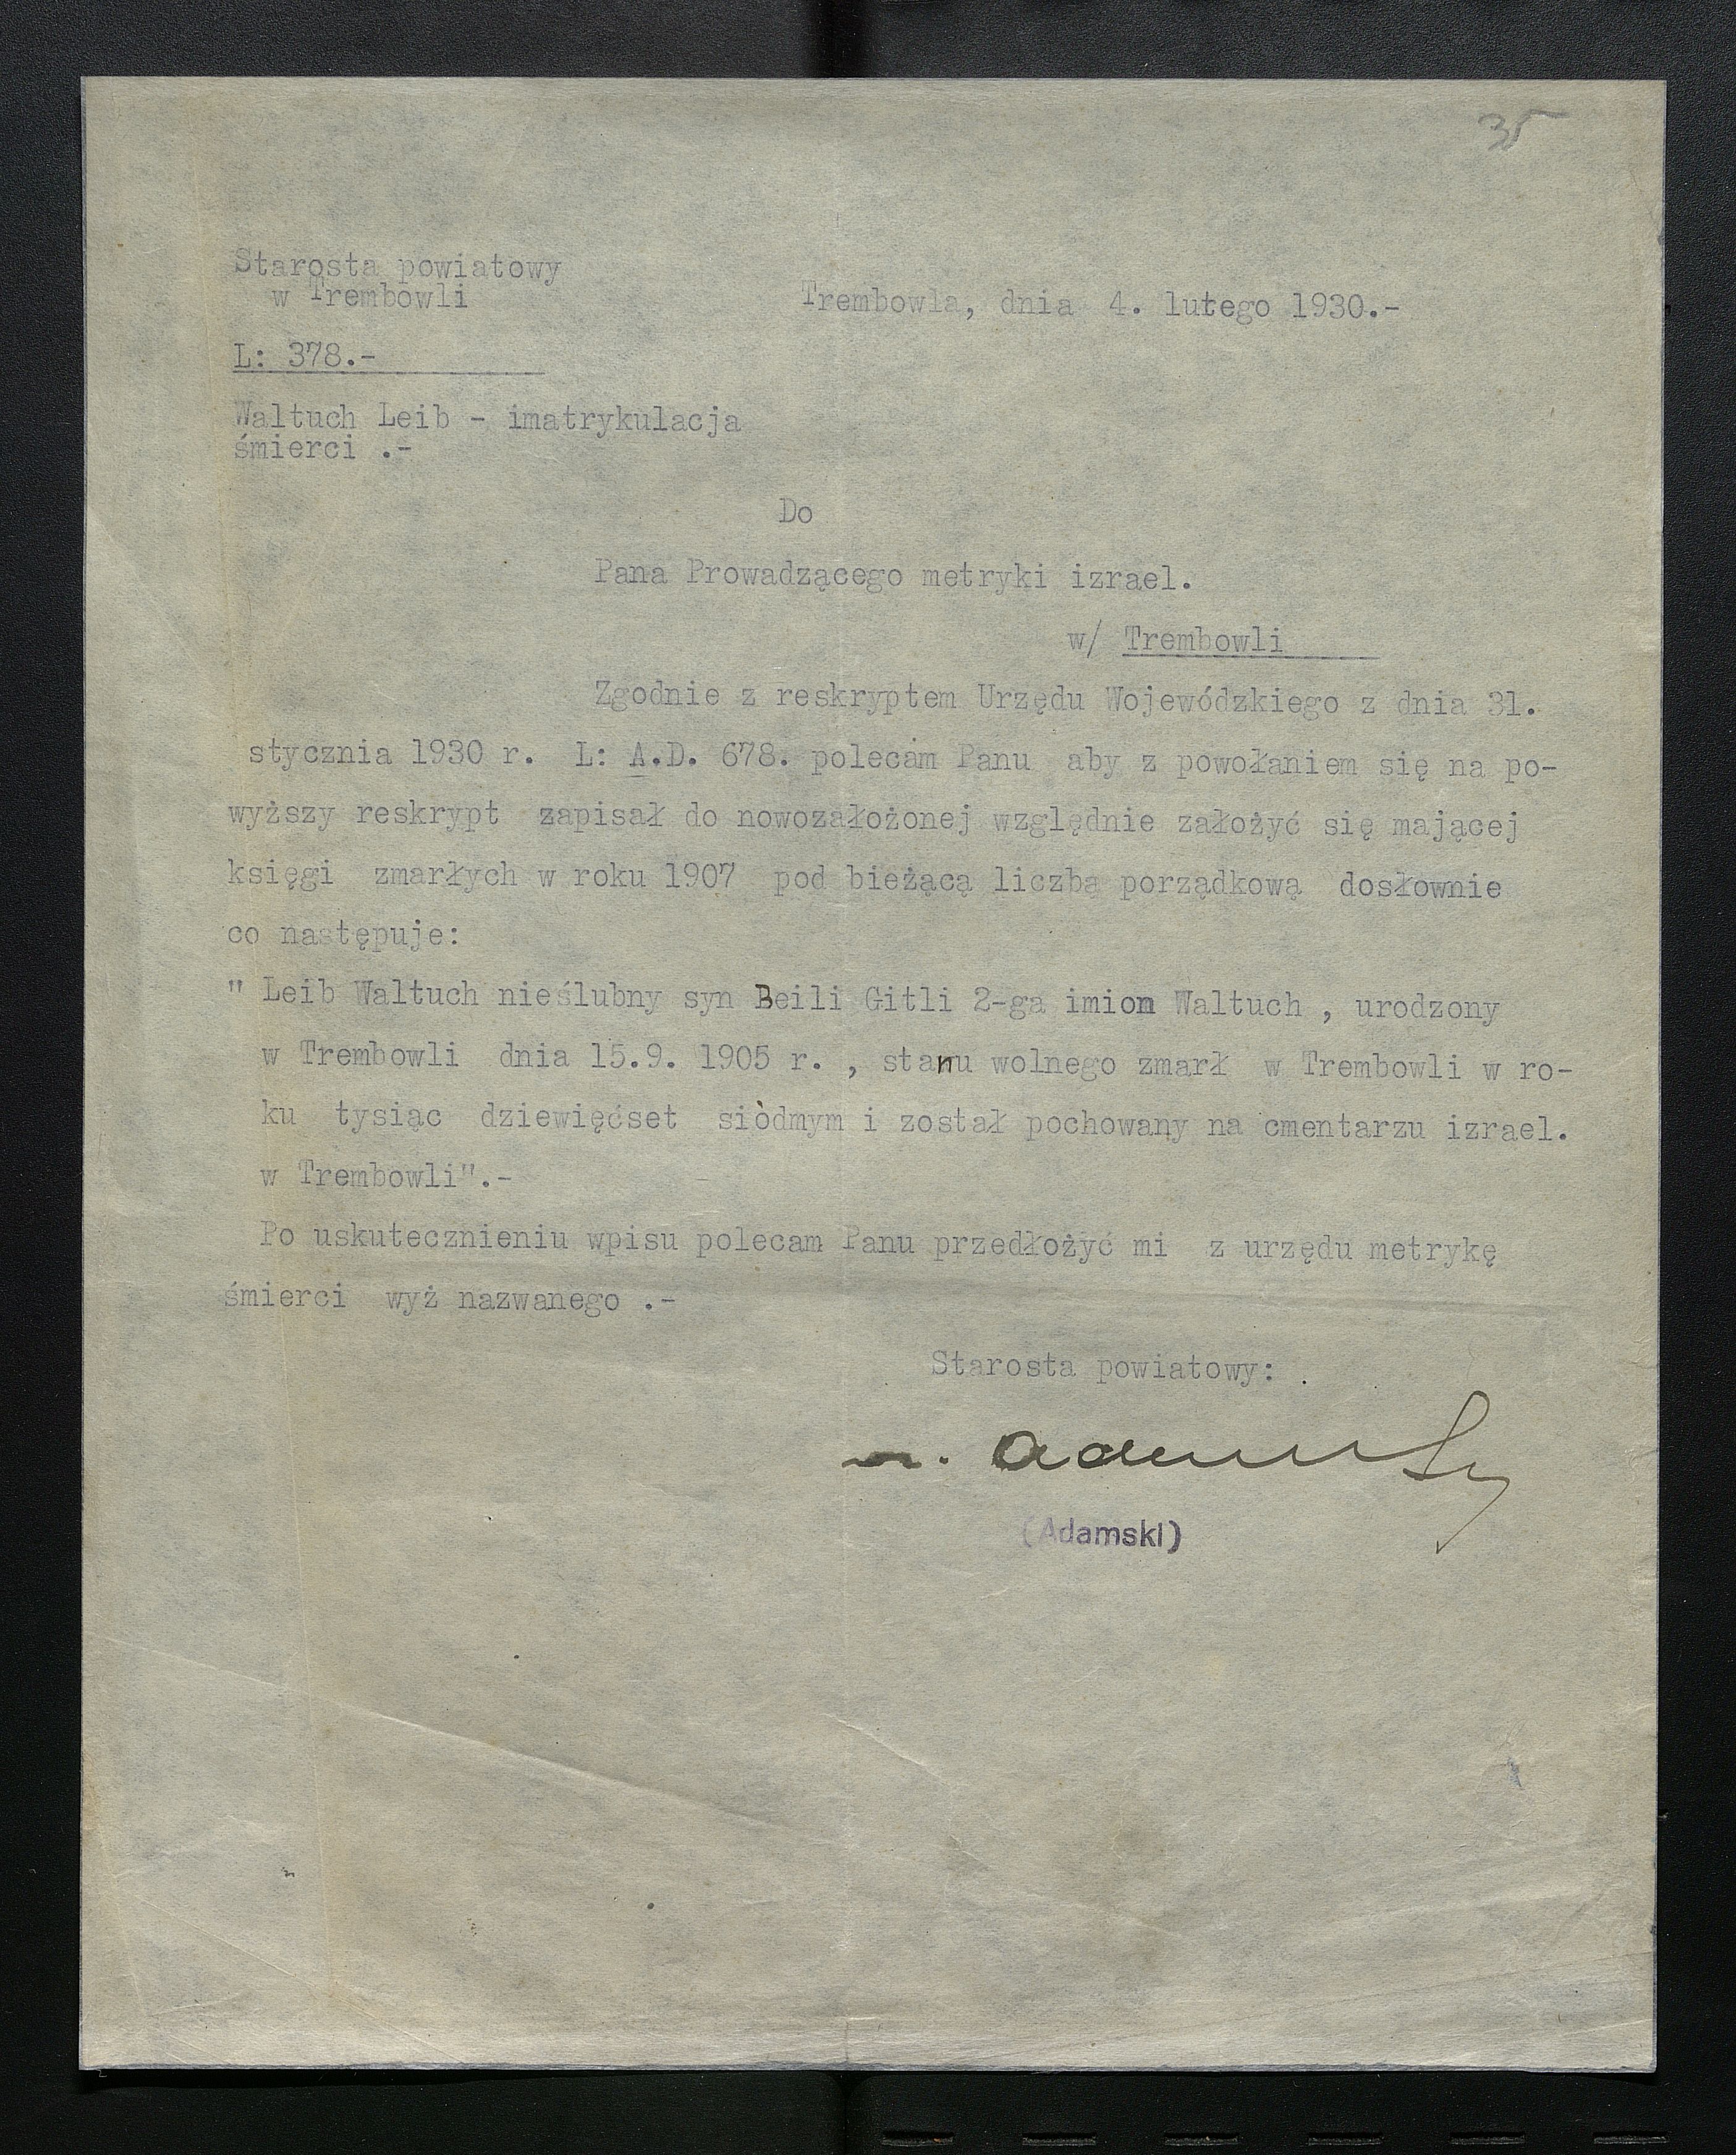 35
Starosta powiatowy
w Trembowli
Trembowla, dnia 4. lutego 1930.-
L: 378.-
Waltuch Leib - imatrykulacja
śmierci .-
Do
Pana Prowadzącego metryki izrael.
w/ Trembowli
Zgodnie z reskryptem Urzędu Wojewódzkiego z dnia 31.
stycznia 1930 r. L: A.D. 678. polecam Panu aby z powołaniem się na po-
wyższy reskrypt zapisał do nowozałożonej względnie założyć się mającej
księgi zmarłych w roku 1907 pod bieżącą liczbą porządkową dosłownie
co następuje:
" Leib Waltuch nieślubny syn Beili Gitli 2-ga imion Waltuch , urodzony
w Trembowli dnia 15.9. 1905 r. , stanu wolnego zmarł w Trembowli w ro-
ku tysiąc dziewięćset siòdmym i został pochowany na cmentarzu izrael.
w Trembowli".-
Po uskutecznieniu wpisu polecam Panu przedłożyć mi z urzędu metrykę
śmierci wyż nazwanego .-
Starosta powiatowy:
Adamski
(Adamski)